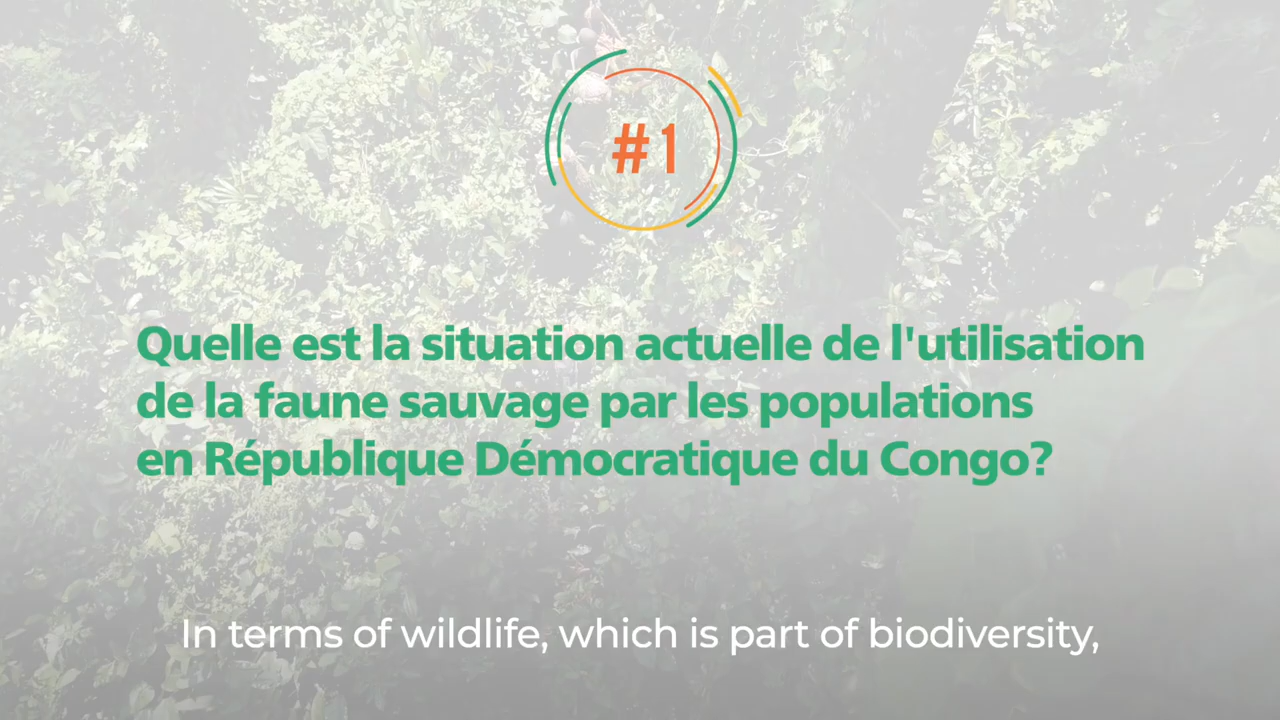 #1
Quelle est la situation actuelle de l'utilisation
de la faune sauvage par les populations
en République Démocratique du Congo?
In terms of wildlife, which is part of biodiversity,